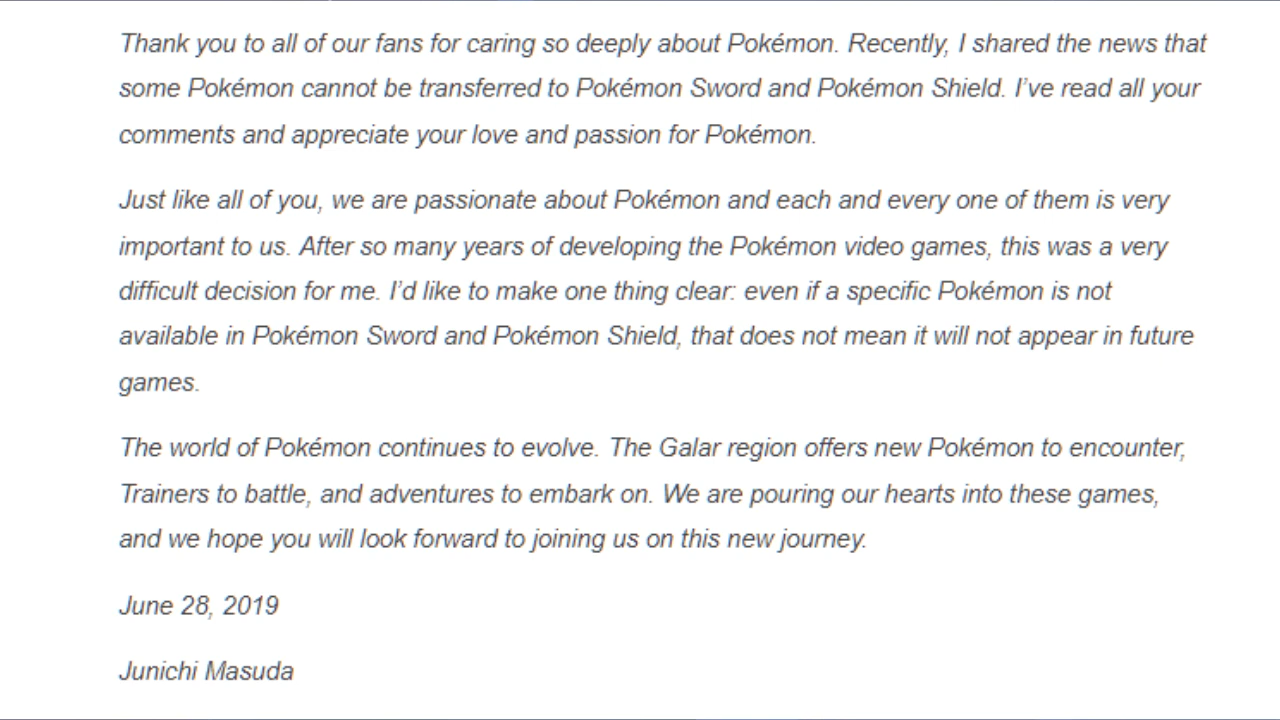 Thank you to all of our fans for caring so deeply about Pokémon. Recently, I shared the news that
some Pokémon cannot be transferred to Pokémon Sword and Pokémon Shield. I've read all your
comments and appreciate your love and passion for Pokémon.
Just like all of you, we are passionate about Pokémon and each and every one of them is very
important to us. After so many years of developing the Pokémon video games, this was a very
difficult decision for me. I'd like to make one thing clear: even if a specific Pokémon is not
available in Pokémon Sword and Pokémon Shield, that does not mean it will not appear in future
games.
The world of Pokémon continues to evolve. The Galar region offers new Pokémon to encounter,
Trainers to battle, and adventures to embark on. We are pouring our hearts into these games,
and we hope you will look forward to joining us on this new journey.
June 28, 2019
Junichi Masuda